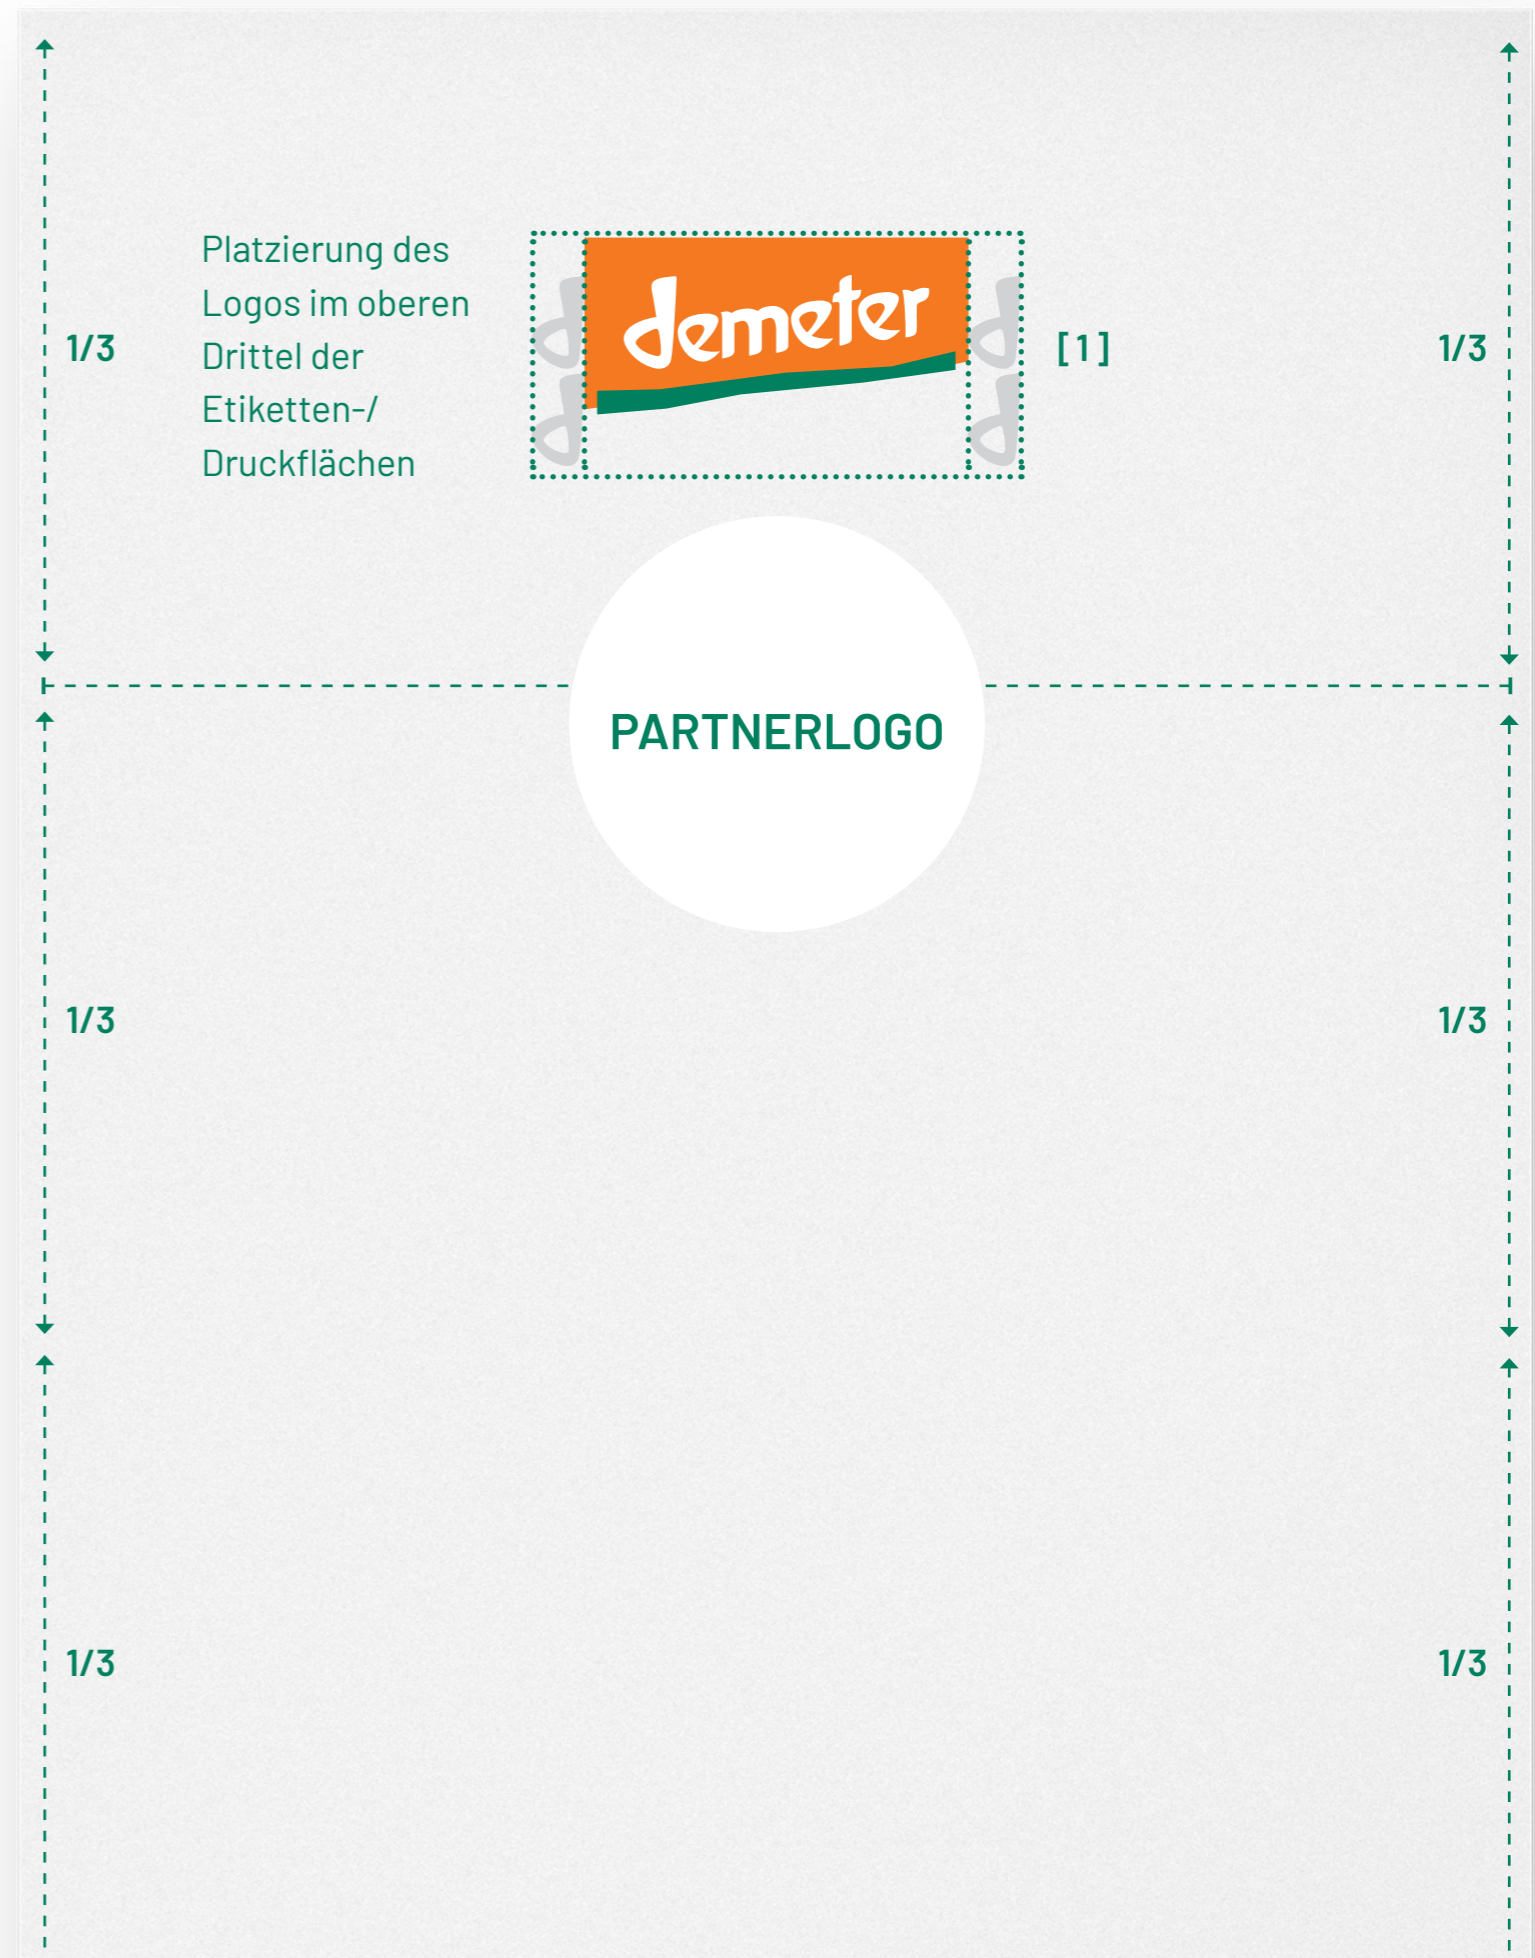 Platzierung des
Logos im oberen
Drittel der
Etiketten-/
Druckflächen
demeter
d
d
d
d
[ 1 ]
1/3
1/3
PARTNERLOGO
1/3
1/3
1/3
1/3